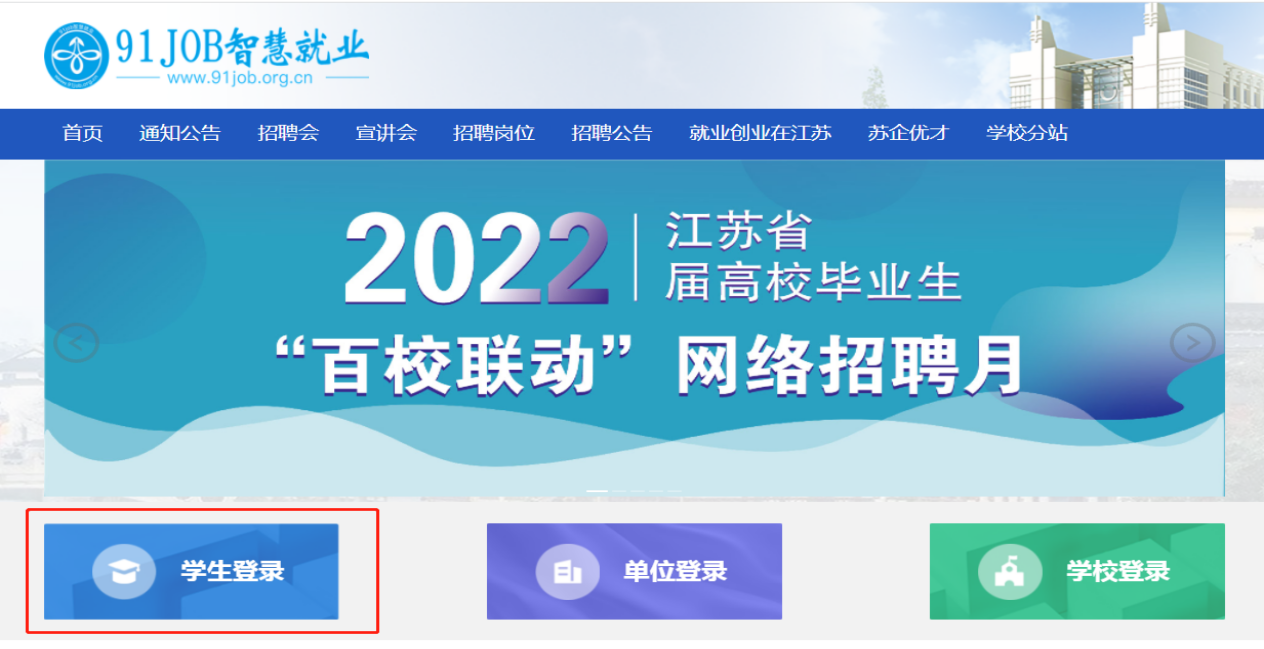 91JOB智慧就业
www.91job.org.cn
首页 通知公告 招聘会 宣讲会 招聘岗位 招聘公告 就业创业在江苏 苏企优才 学校分站
2022 江苏省
届高校毕业生
“百校联动” 网络招聘月
学生登录 单位登录 学校登录